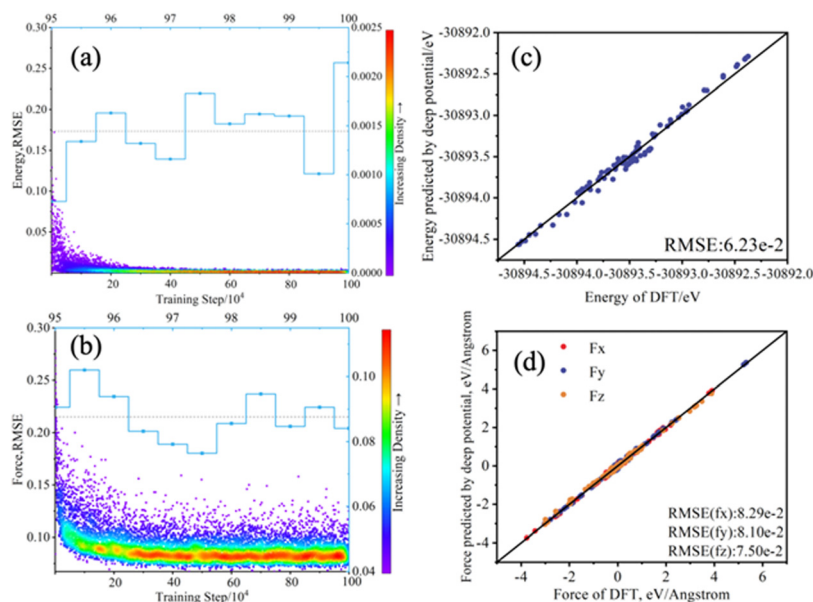 95 96 97 98 99 100
0.30
0.25
0.20
0.15
0.10
0.05
Energy,RMSE
(a)
0.0025
0.0020
0.0015
0.0010
0.0005
0.0000
Increasing Density →
20 40 60 80 100
Training Step/10⁴
95 96 97 98 99 100
0.30
0.25
0.20
0.15
0.10
Force,RMSE
(b)
0.10
0.08
0.06
0.04
Increasing Density →
20 40 60 80 100
Training Step/10⁴
(c)
-30892.0
-30892.5
-30893.0
-30893.5
-30894.0
-30894.5
Energy predicted by deep potential/eV
RMSE:6.23e-2
-30894.5 -30894.0 -30893.5 -30893.0 -30892.5 -30892.0
Energy of DFT/eV
(d)
Fx
Fy
Fz
6
4
2
0
-2
-4
Force predicted by deep potential, eV/Angstrom
RMSE(fx):8.29e-2
RMSE(fy):8.10e-2
RMSE(fz):7.50e-2
-4 -2 0 2 4 6
Force of DFT, eV/Angstrom